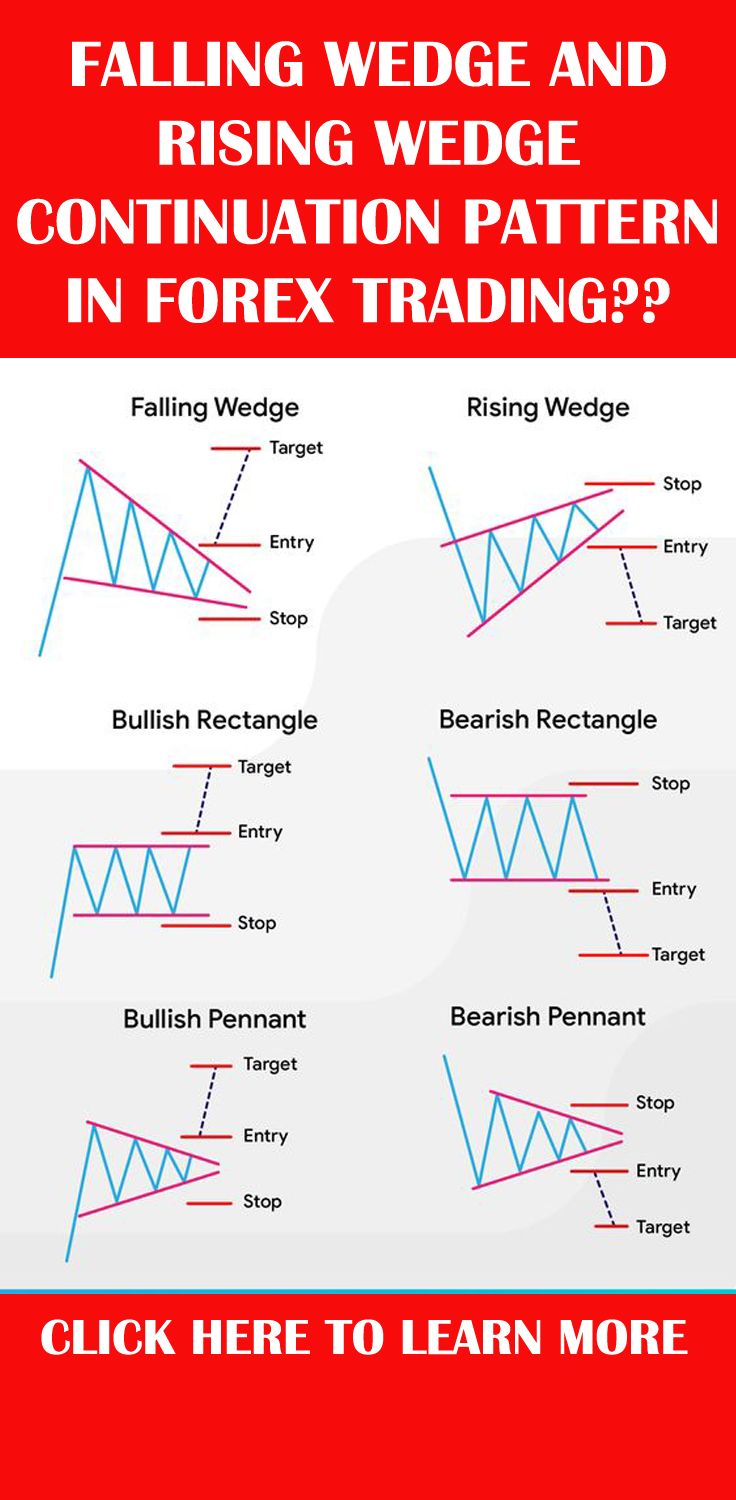 FALLING WEDGE AND
RISING WEDGE
CONTINUATION PATTERN
IN FOREX TRADING??
Falling Wedge
Target
Entry
Stop
Rising Wedge
Stop
Entry
Target
Bullish Rectangle
Target
Entry
Stop
Bearish Rectangle
Stop
Entry
Target
Bullish Pennant
Target
Entry
Stop
Bearish Pennant
Stop
Entry
Target
CLICK HERE TO LEARN MORE